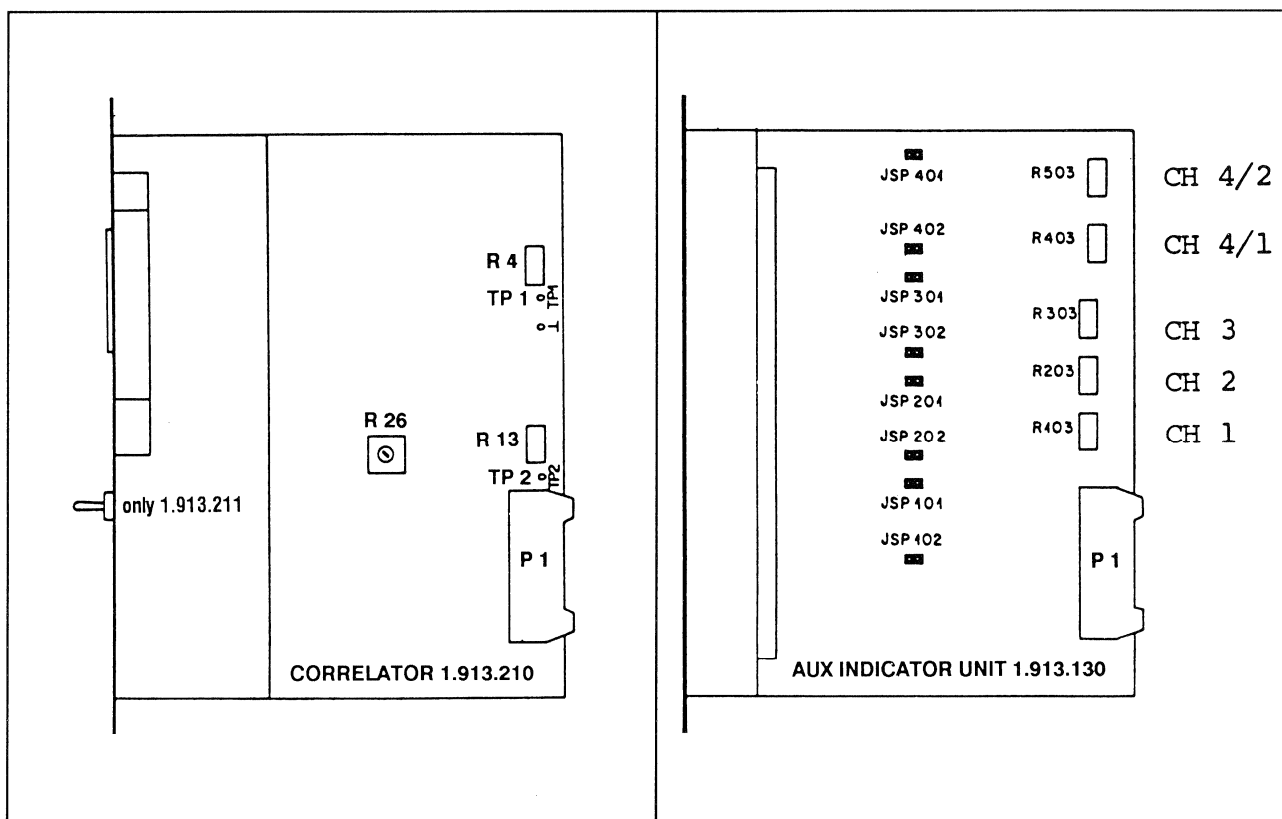 R 4
TP 1
TP1
⊥
R 26
R 13
TP 2
TP2
only 1.913.211
P 1
CORRELATOR 1.913.210
JSP 401
R503
CH 4/2
JSP 402
R403
CH 4/1
JSP 301
R303
CH 3
JSP 302
R203
CH 2
JSP 201
R103
CH 1
JSP 202
JSP 101
JSP 102
P 1
AUX INDICATOR UNIT 1.913.130